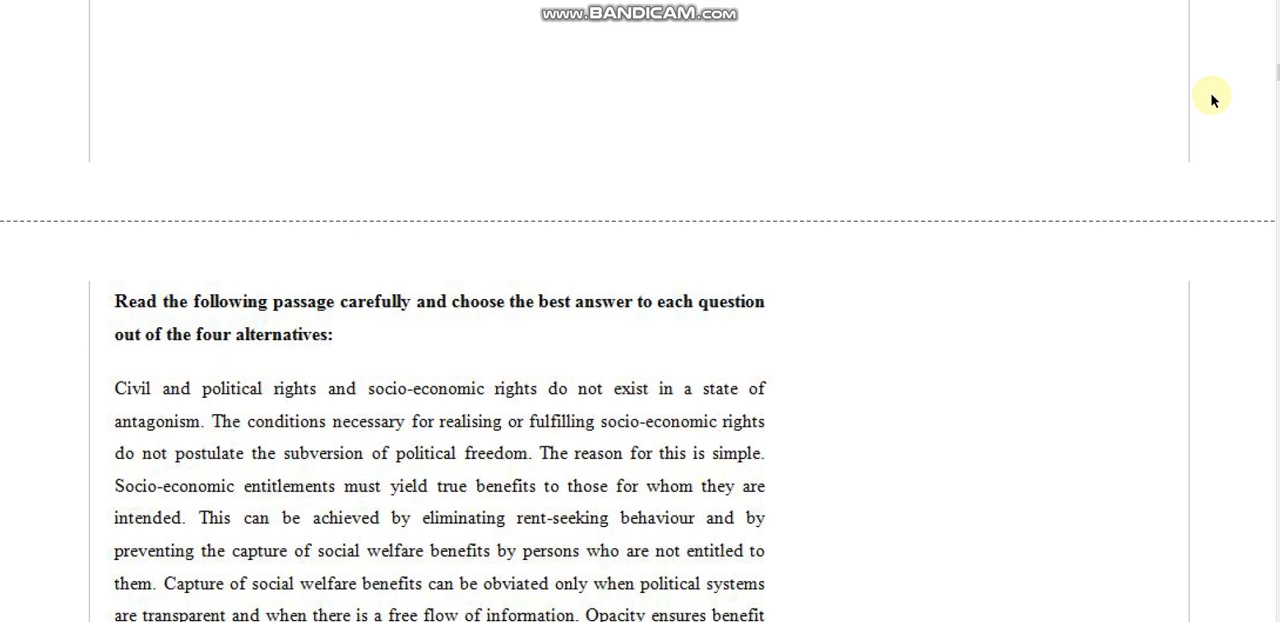 www.BANDICAM.com
Read the following passage carefully and choose the best answer to each question
out of the four alternatives:
Civil and political rights and socio-economic rights do not exist in a state of
antagonism. The conditions necessary for realising or fulfilling socio-economic rights
do not postulate the subversion of political freedom. The reason for this is simple.
Socio-economic entitlements must yield true benefits to those for whom they are
intended. This can be achieved by eliminating rent-seeking behaviour and by
preventing the capture of social welfare benefits by persons who are not entitled to
them. Capture of social welfare benefits can be obviated only when political systems
are transparent and when there is a free flow of information. Opacity ensures benefit